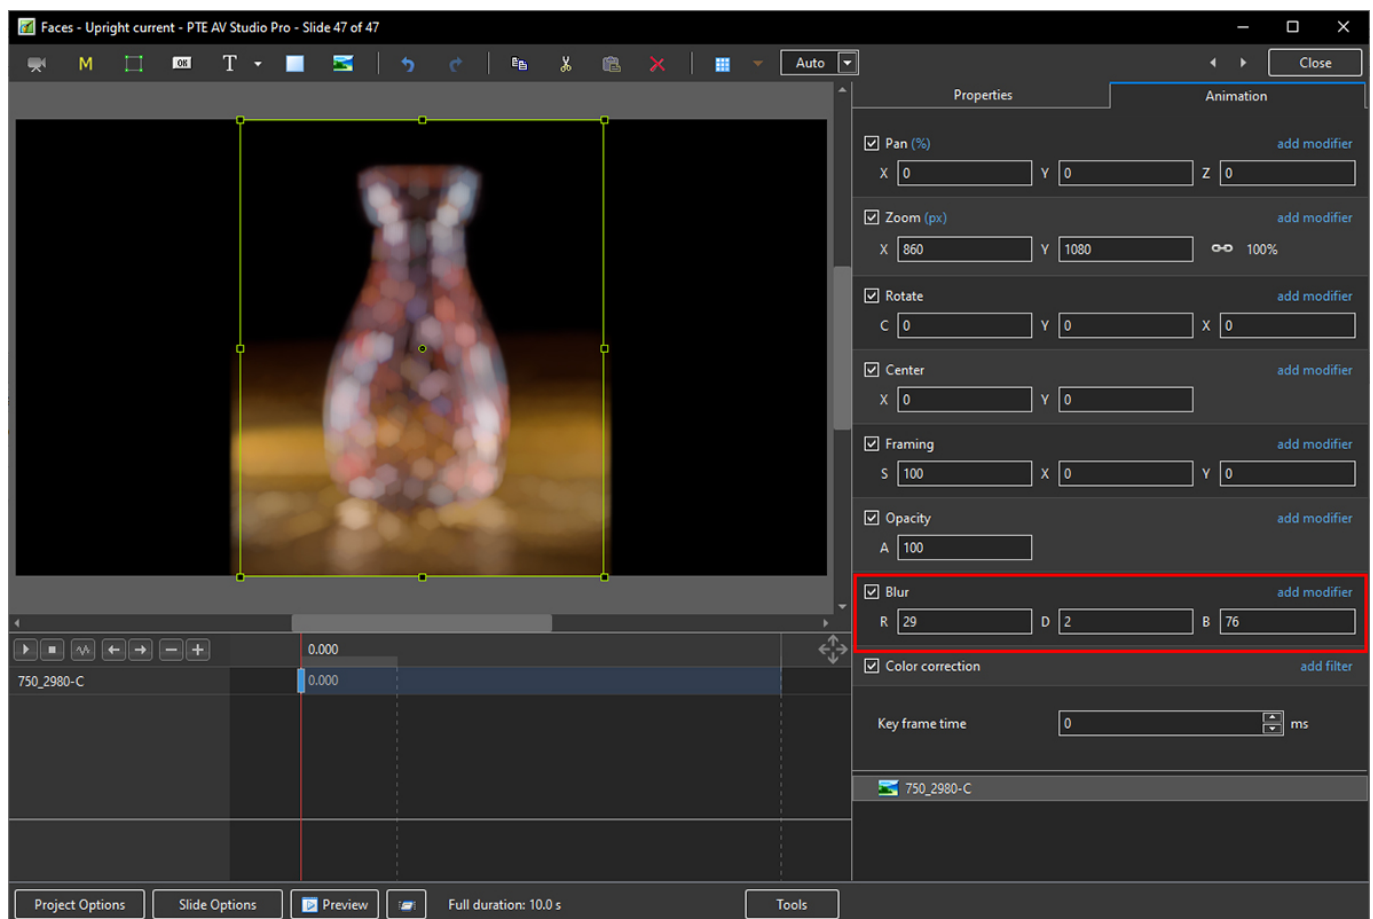 Faces - Upright current - PTE AV Studio Pro - Slide 47 of 47
M OK T Auto Close
Properties Animation
Pan (%) add modifier
X 0 Y 0 Z 0
Zoom (px) add modifier
X 860 Y 1080 100%
Rotate add modifier
C 0 Y 0 X 0
Center add modifier
X 0 Y 0
Framing add modifier
S 100 X 0 Y 0
Opacity add modifier
A 100
Blur add modifier
R 29 D 2 B 76
Color correction add filter
Key frame time 0 ms
750_2980-C
0.000
750_2980-C 0.000
Project Options Slide Options Preview Full duration: 10.0 s Tools